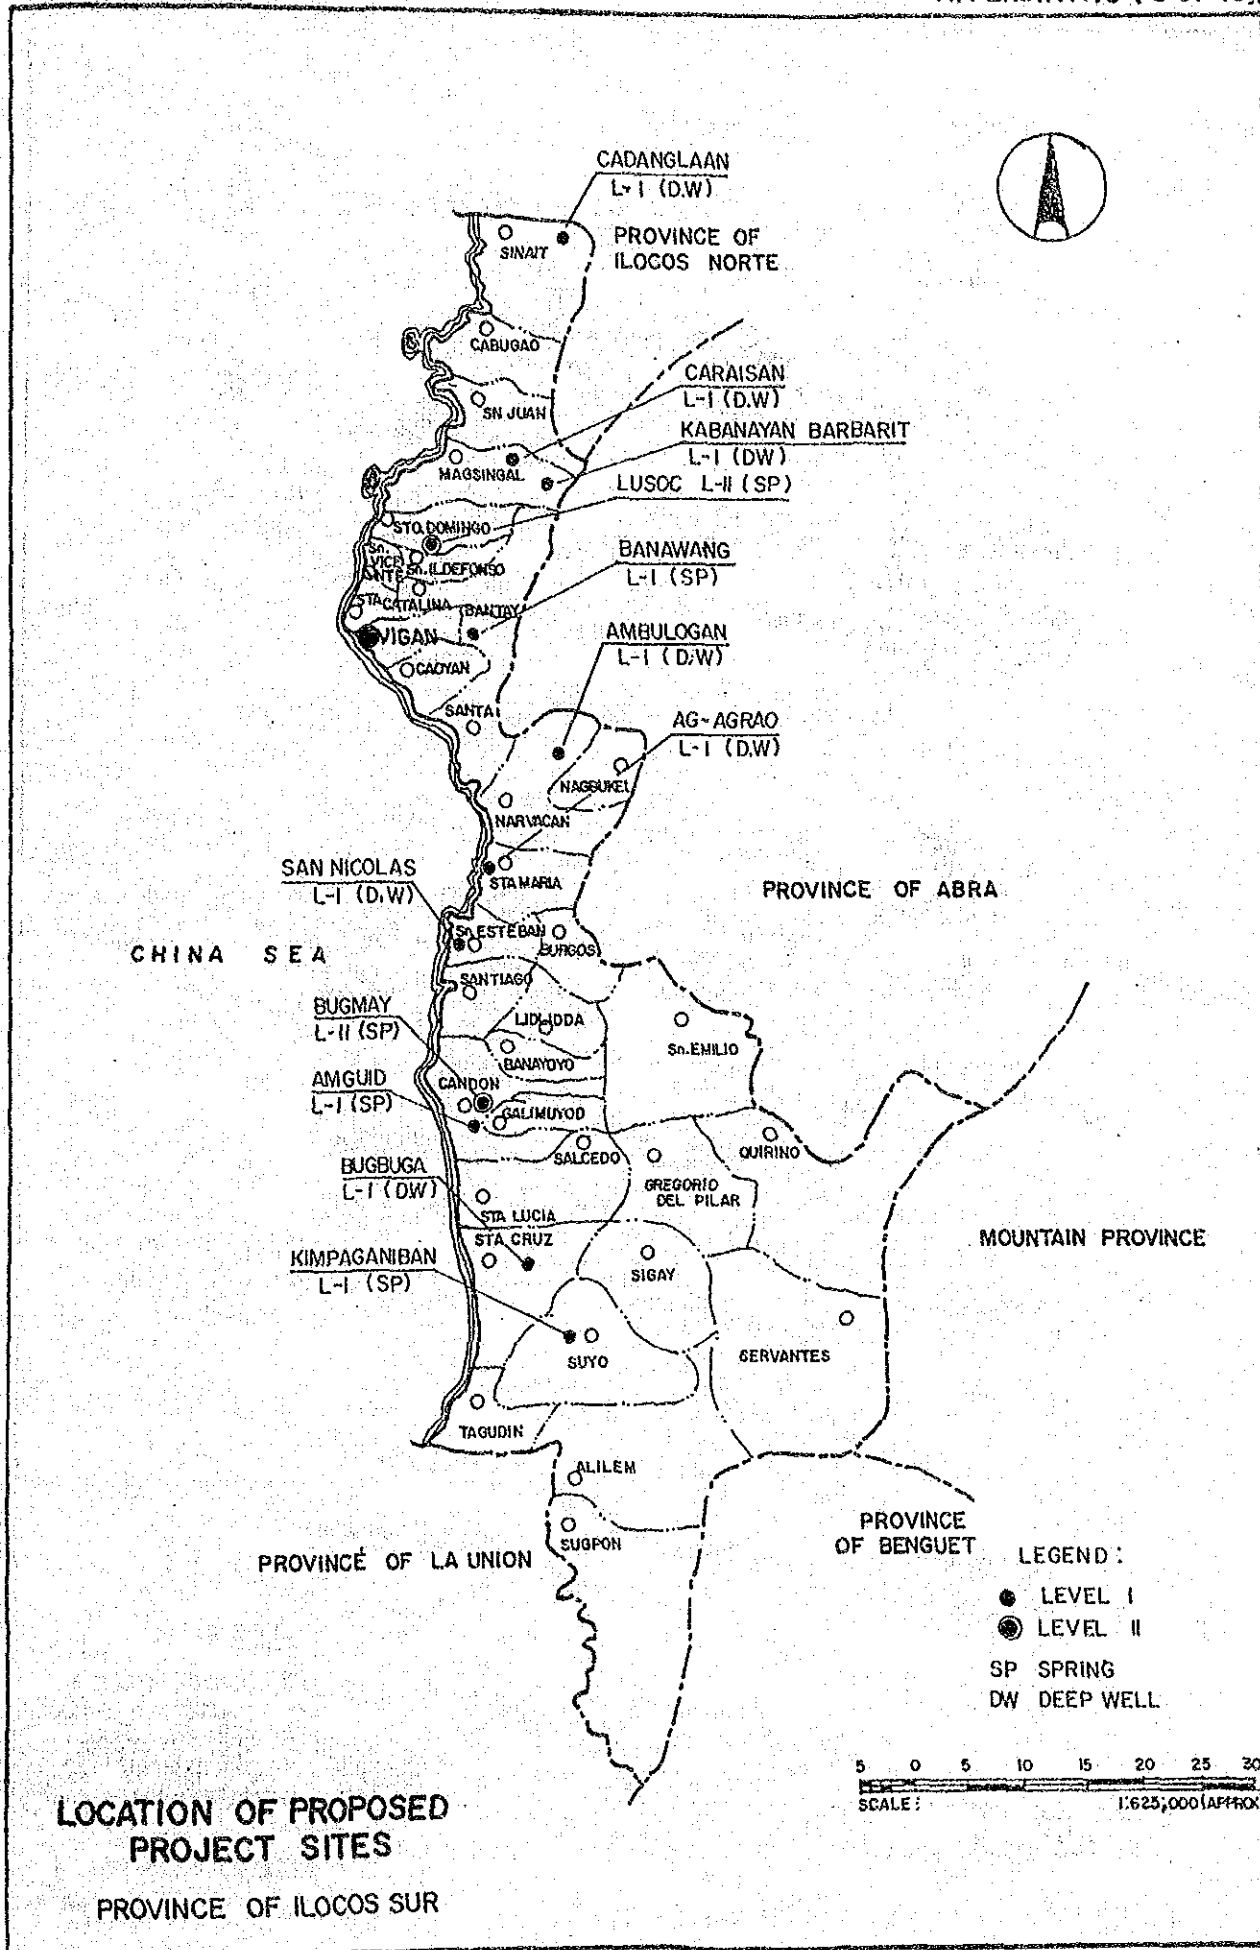 CADANGLAAN
L-I (D.W)
PROVINCE OF
ILOCOS NORTE
SINAIT
CABUGAO
CARAISAN
L-I (D.W)
SN JUAN
KABANAYAN BARBARIT
L-I (DW)
MAGSINGAL
LUSOC L-II (SP)
STO. DOMINGO
Sn.
VICE
NTE
Sn. ILDEFONSO
BANAWANG
L-I (SP)
STA CATALINA
BANTAY
VIGAN
AMBULOGAN
L-I (D.W)
CAOYAN
SANTA
AG-AGRAO
L-I (D.W)
NAGBUKEL
NARVACAN
SAN NICOLAS
L-I (D.W)
STA MARIA
PROVINCE OF ABRA
Sn. ESTEBAN
BURGOS
CHINA SEA
SANTIAGO
BUGMAY
L-II (SP)
LIDLIDDA
Sn. EMILIO
BANAYOYO
AMGUID
L-I (SP)
CANDON
GALIMUYOD
SALCEDO
QUIRINO
BUGBUGA
L-I (DW)
GREGORIO
DEL PILAR
STA LUCIA
STA CRUZ
MOUNTAIN PROVINCE
KIMPAGANIBAN
L-I (SP)
SIGAY
SUYO
CERVANTES
TAGUDIN
ALILEM
PROVINCE
OF BENGUET
SUGPON
PROVINCE OF LA UNION
LEGEND:
LEVEL I
LEVEL II
SP SPRING
DW DEEP WELL
5 0 5 10 15 20 25 30
SCALE: 1:625,000 (APPROX
LOCATION OF PROPOSED
PROJECT SITES
PROVINCE OF ILOCOS SUR